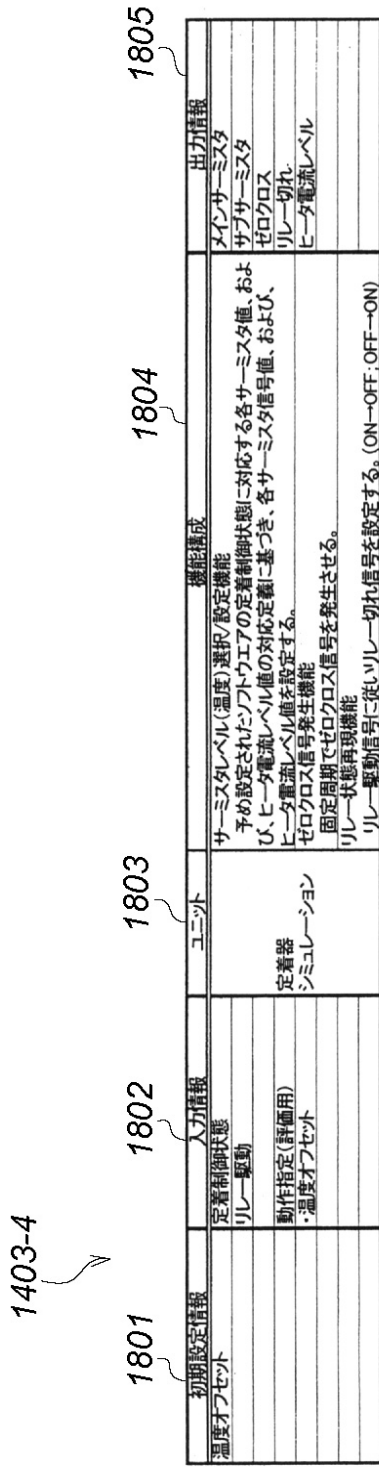 1403-4
1801
1802
1803
1804
1805
初期設定情報
入力情報
ユニット
機能構成
出力情報
温度オフセット
定着制御状態
リレー駆動
動作指定(評価用)
・温度オフセット
定着器
シミュレーション
サーミスタレベル(温度)選択/設定機能
予め設定されたソフトウエアの定着制御状態に対応する各サーミスタ値、およ
び、ヒータ電流レベル値の対応定義に基づき、各サーミスタ信号値、および、
ヒータ電流レベル値を設定する。
ゼロクロス信号発生機能
固定周期でゼロクロス信号を発生させる。
リレー状態再現機能
リレー駆動信号に従いリレー切れ信号を設定する。(ON→OFF;OFF→ON)
メインサーミスタ
サブサーミスタ
ゼロクロス
リレー切れ
ヒータ電流レベル